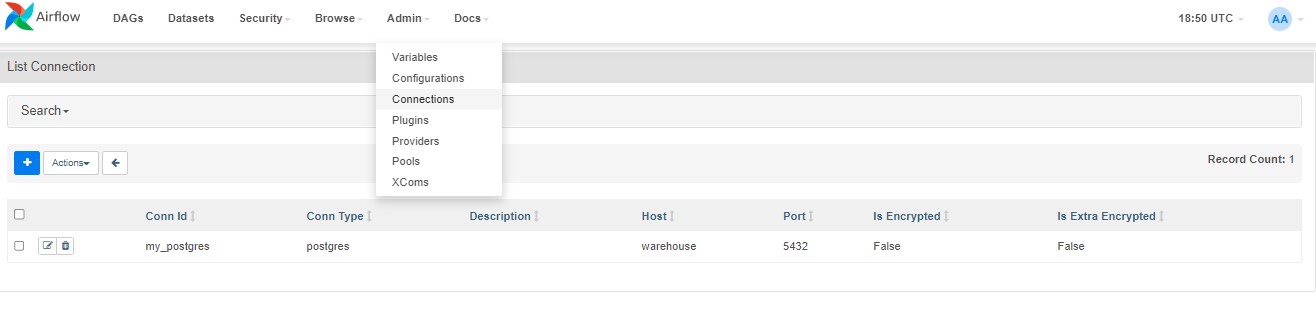 Airflow DAGs Datasets Security Browse Admin Docs 18:50 UTC AA
Variables
Configurations
Connections
Plugins
Providers
Pools
XComs
List Connection
Search
Actions
Record Count: 1
Conn Id Conn Type Description Host Port Is Encrypted Is Extra Encrypted
my_postgres postgres warehouse 5432 False False